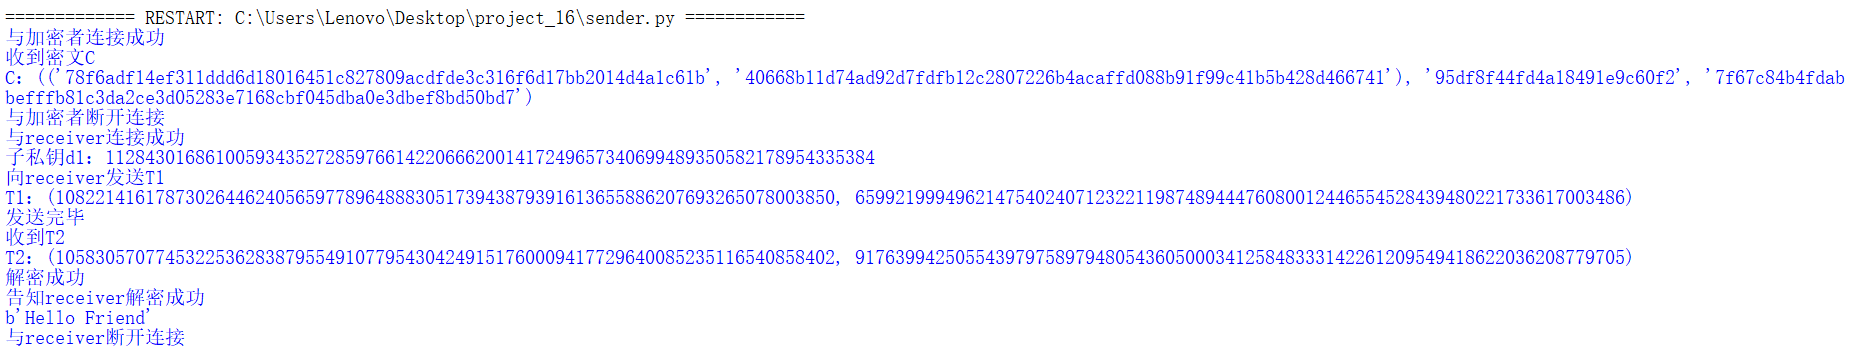 ============= RESTART: C:\Users\Lenovo\Desktop\project_16\sender.py ============
与加密者连接成功
收到密文C
C：(('78f6adf14ef311ddd6d18016451c827809acdfde3c316f6d17bb2014d4a1c61b', '40668b11d74ad92d7fdfb12c2807226b4acaffd088b91f99c41b5b428d466741'), '95df8f44fd4a18491e9c60f2', '7f67c84b4fdab
befffb81c3da2ce3d05283e7168cbf045dba0e3dbef8bd50bd7')
与加密者断开连接
与receiver连接成功
子私钥d1：112843016861005934352728597661422066620014172496573406994893505821789543​35384
向receiver发送T1
T1：(108221416178730264462405659778964888305173943879391613655886207693265078003850, 65992199949621475402407123221198748944476080012446554528439480221733617003486)
发送完毕
收到T2
T2：(105830570774532253628387955491077954304249151760009417729640085235116540858402, 91763994250554397975897948054360500034125848333142261209549418622036208779705)
解密成功
告知receiver解密成功
b'Hello Friend'
与receiver断开连接